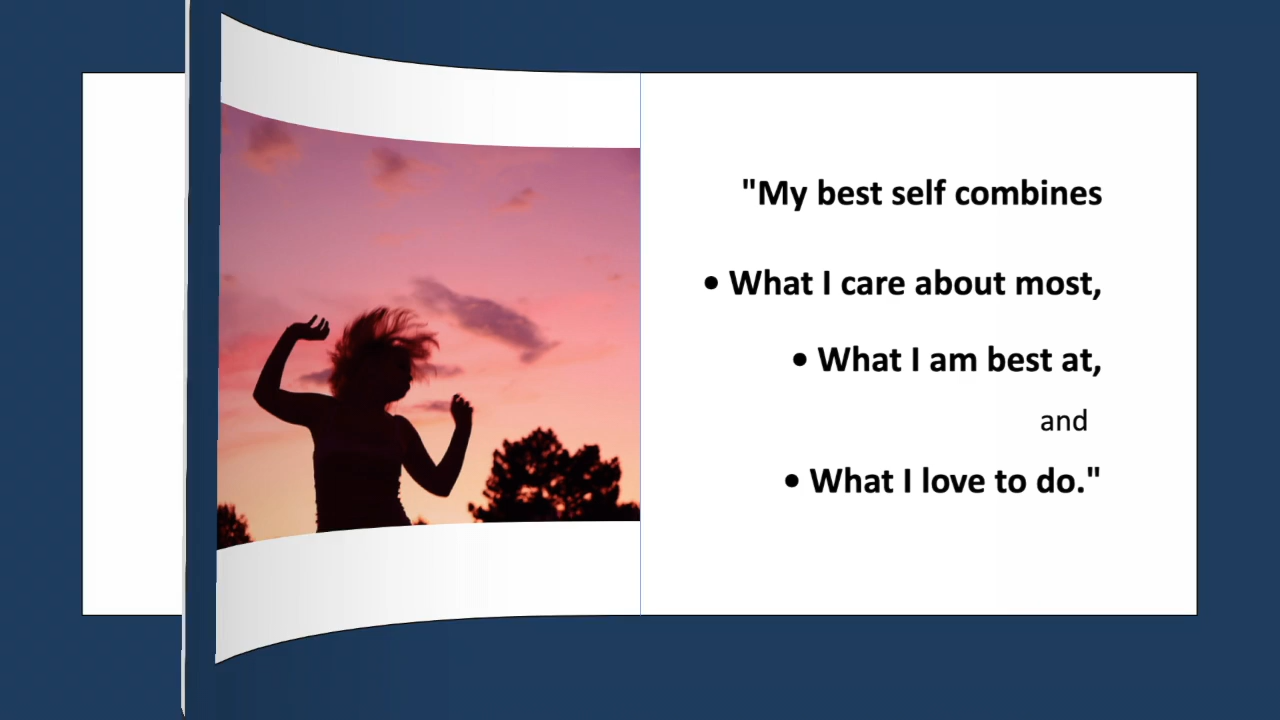 "My best self combines
• What I care about most,
• What I am best at,
and
• What I love to do."